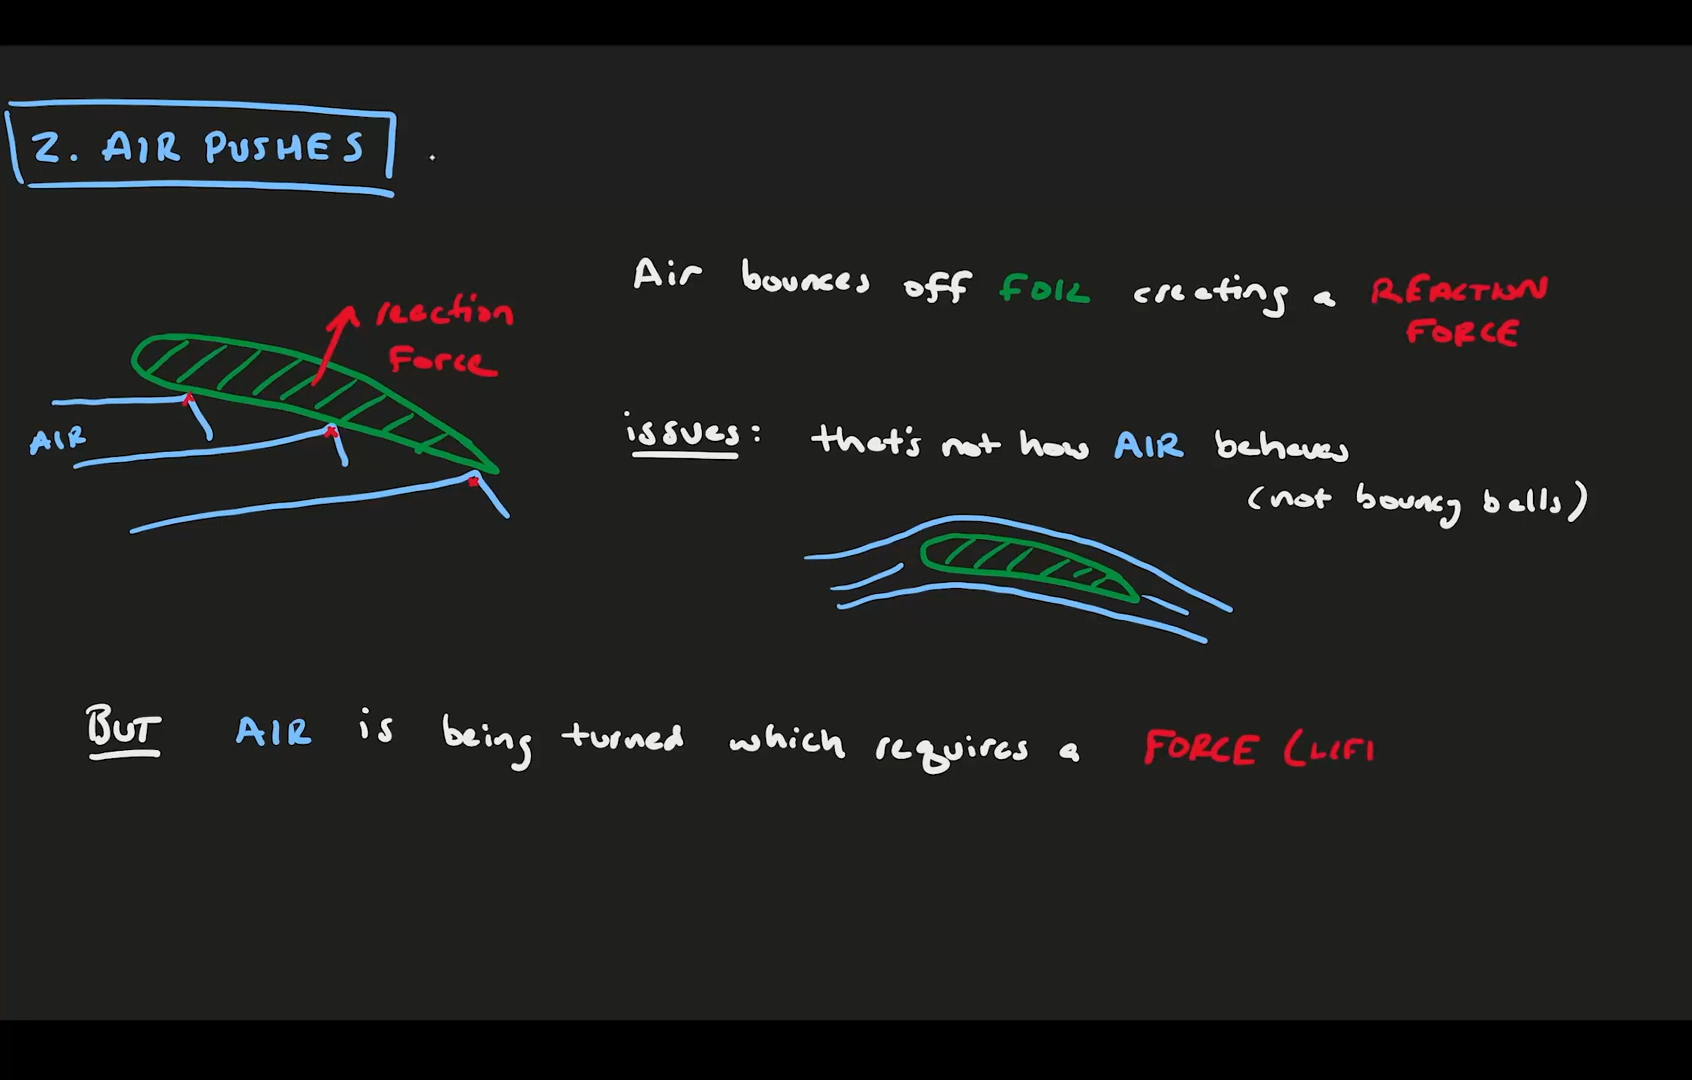 2. AIR PUSHES
Air bounces off FOIL creating a REACTION
FORCE
reaction
Force
AIR
issues: that's not how AIR behaves
(not bouncy balls)
BUT AIR is being turned which requires a FORCE (LIFT